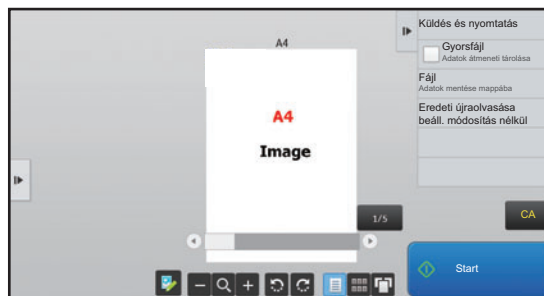 A4
A4
Image
1/5
Küldés és nyomtatás
Gyorsfájl
Adatok átmeneti tárolása
Fájl
Adatok mentése mappába
Eredeti újraolvasása
beáll. módosítás nélkül
CA
Start